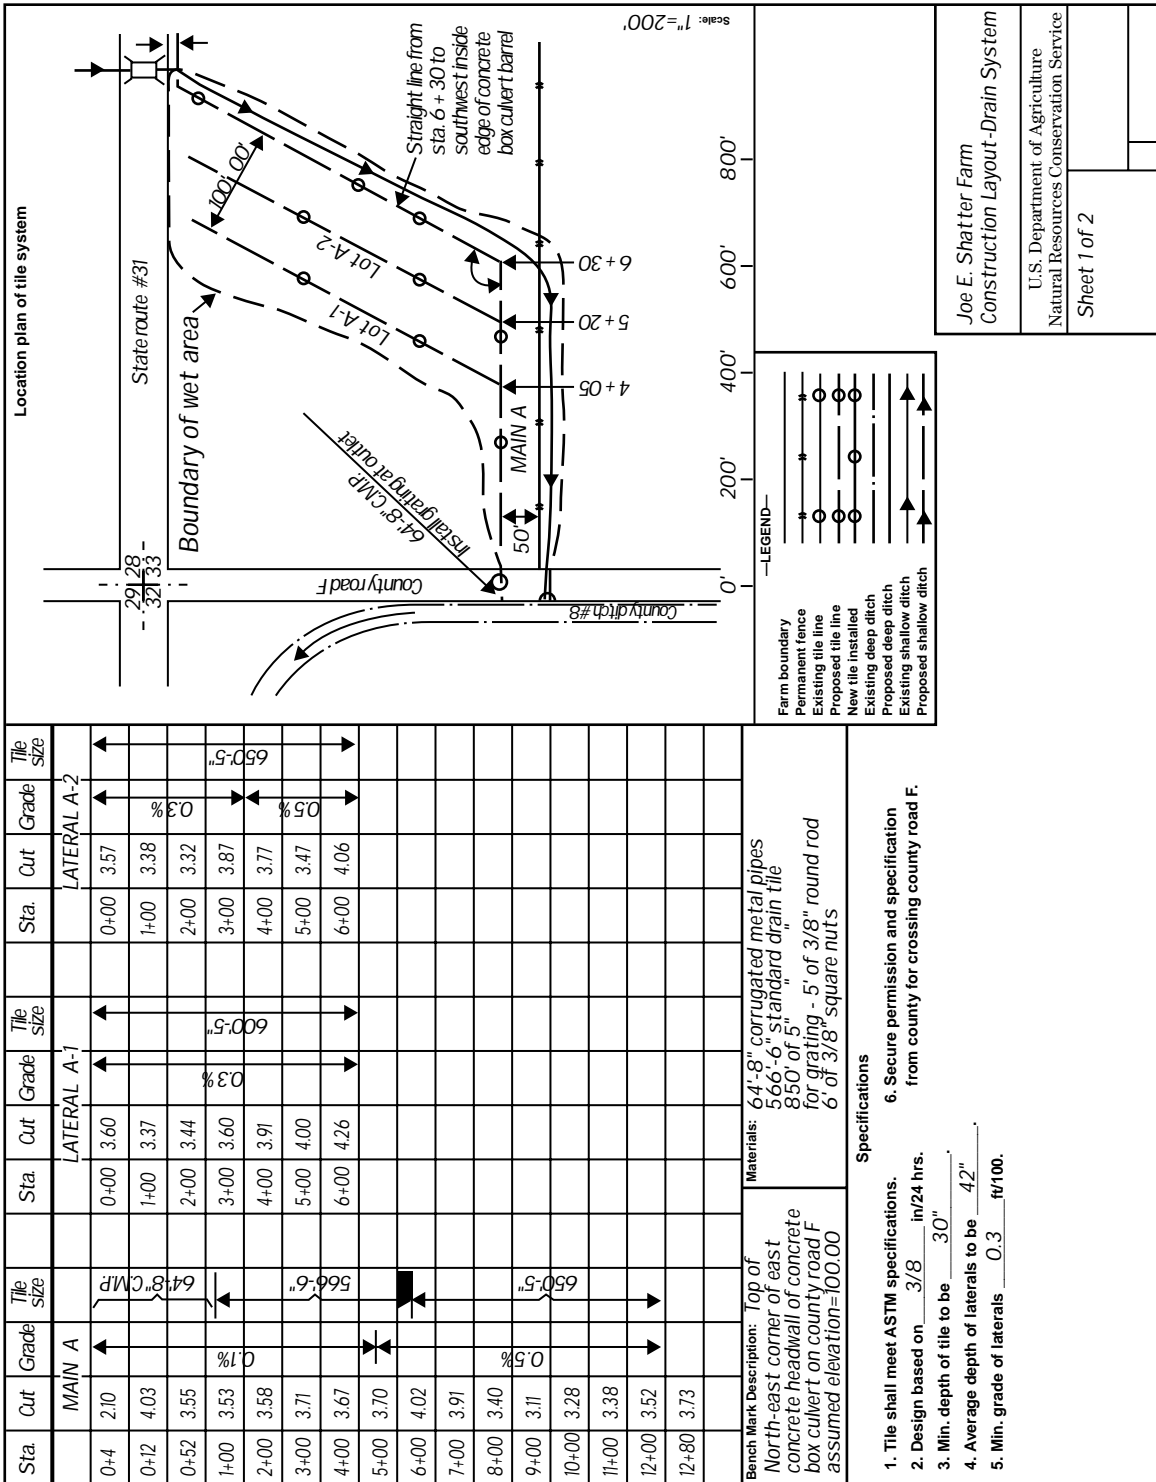 Location plan of tile system
State route #31
29 28
32 33
Boundary of wet area
County road F
County ditch #8
64'-8" C.M.P.
Install grating at outlet
100'.00'
Lot A-1
Lot A-2
MAIN A
50'
4 + 05
5 + 20
6 + 30
Straight line from
sta. 6 + 30 to
southwest inside
edge of concrete
box culvert barrel
Scale: 1"=200'
0' 200' 400' 600' 800'
—LEGEND—
Farm boundary
Permanent fence
Existing tile line
Proposed tile line
New tile installed
Existing deep ditch
Proposed deep ditch
Existing shallow ditch
Proposed shallow ditch
Joe E. Shatter Farm
Construction Layout-Drain System
U.S. Department of Agriculture
Natural Resources Conservation Service
Sheet 1 of 2
Sta. Cut Grade Tile size Sta. Cut Grade Tile size Sta. Cut Grade Tile size
MAIN A LATERAL A-1 LATERAL A-2
0+4 2.10 0+00 3.60 0+00 3.57
0+12 4.03 1+00 3.37 1+00 3.38
0+52 3.55 2+00 3.44 2+00 3.32
1+00 3.53 3+00 3.60 3+00 3.87
2+00 3.58 4+00 3.91 4+00 3.77
3+00 3.71 5+00 4.00 5+00 3.47
4+00 3.67 6+00 4.26 6+00 4.06
5+00 3.70
6+00 4.02
7+00 3.91
8+00 3.40
9+00 3.11
10+00 3.28
11+00 3.38
12+00 3.52
12+80 3.73
0.1%
0.5%
64'-8" C.M.P.
566'-6"
650'-5"
0.3%
600'-5"
0.3%
0.5%
650'-5"
Bench Mark Description: Top of
North-east corner of east
concrete headwall of concrete
box culvert on county road F
assumed elevation=100.00
Materials: 64'-8" corrugated metal pipes
566'-6" standard drain tile
850' of 5" " "
for grating - 5' of 3/8" round rod
6' of 3/8" square nuts
Specifications
1. Tile shall meet ASTM specifications.
2. Design based on 3/8 in/24 hrs.
3. Min. depth of tile to be 30".
4. Average depth of laterals to be 42".
5. Min. grade of laterals 0.3 ft/100.
6. Secure permission and specification
from county for crossing county road F.